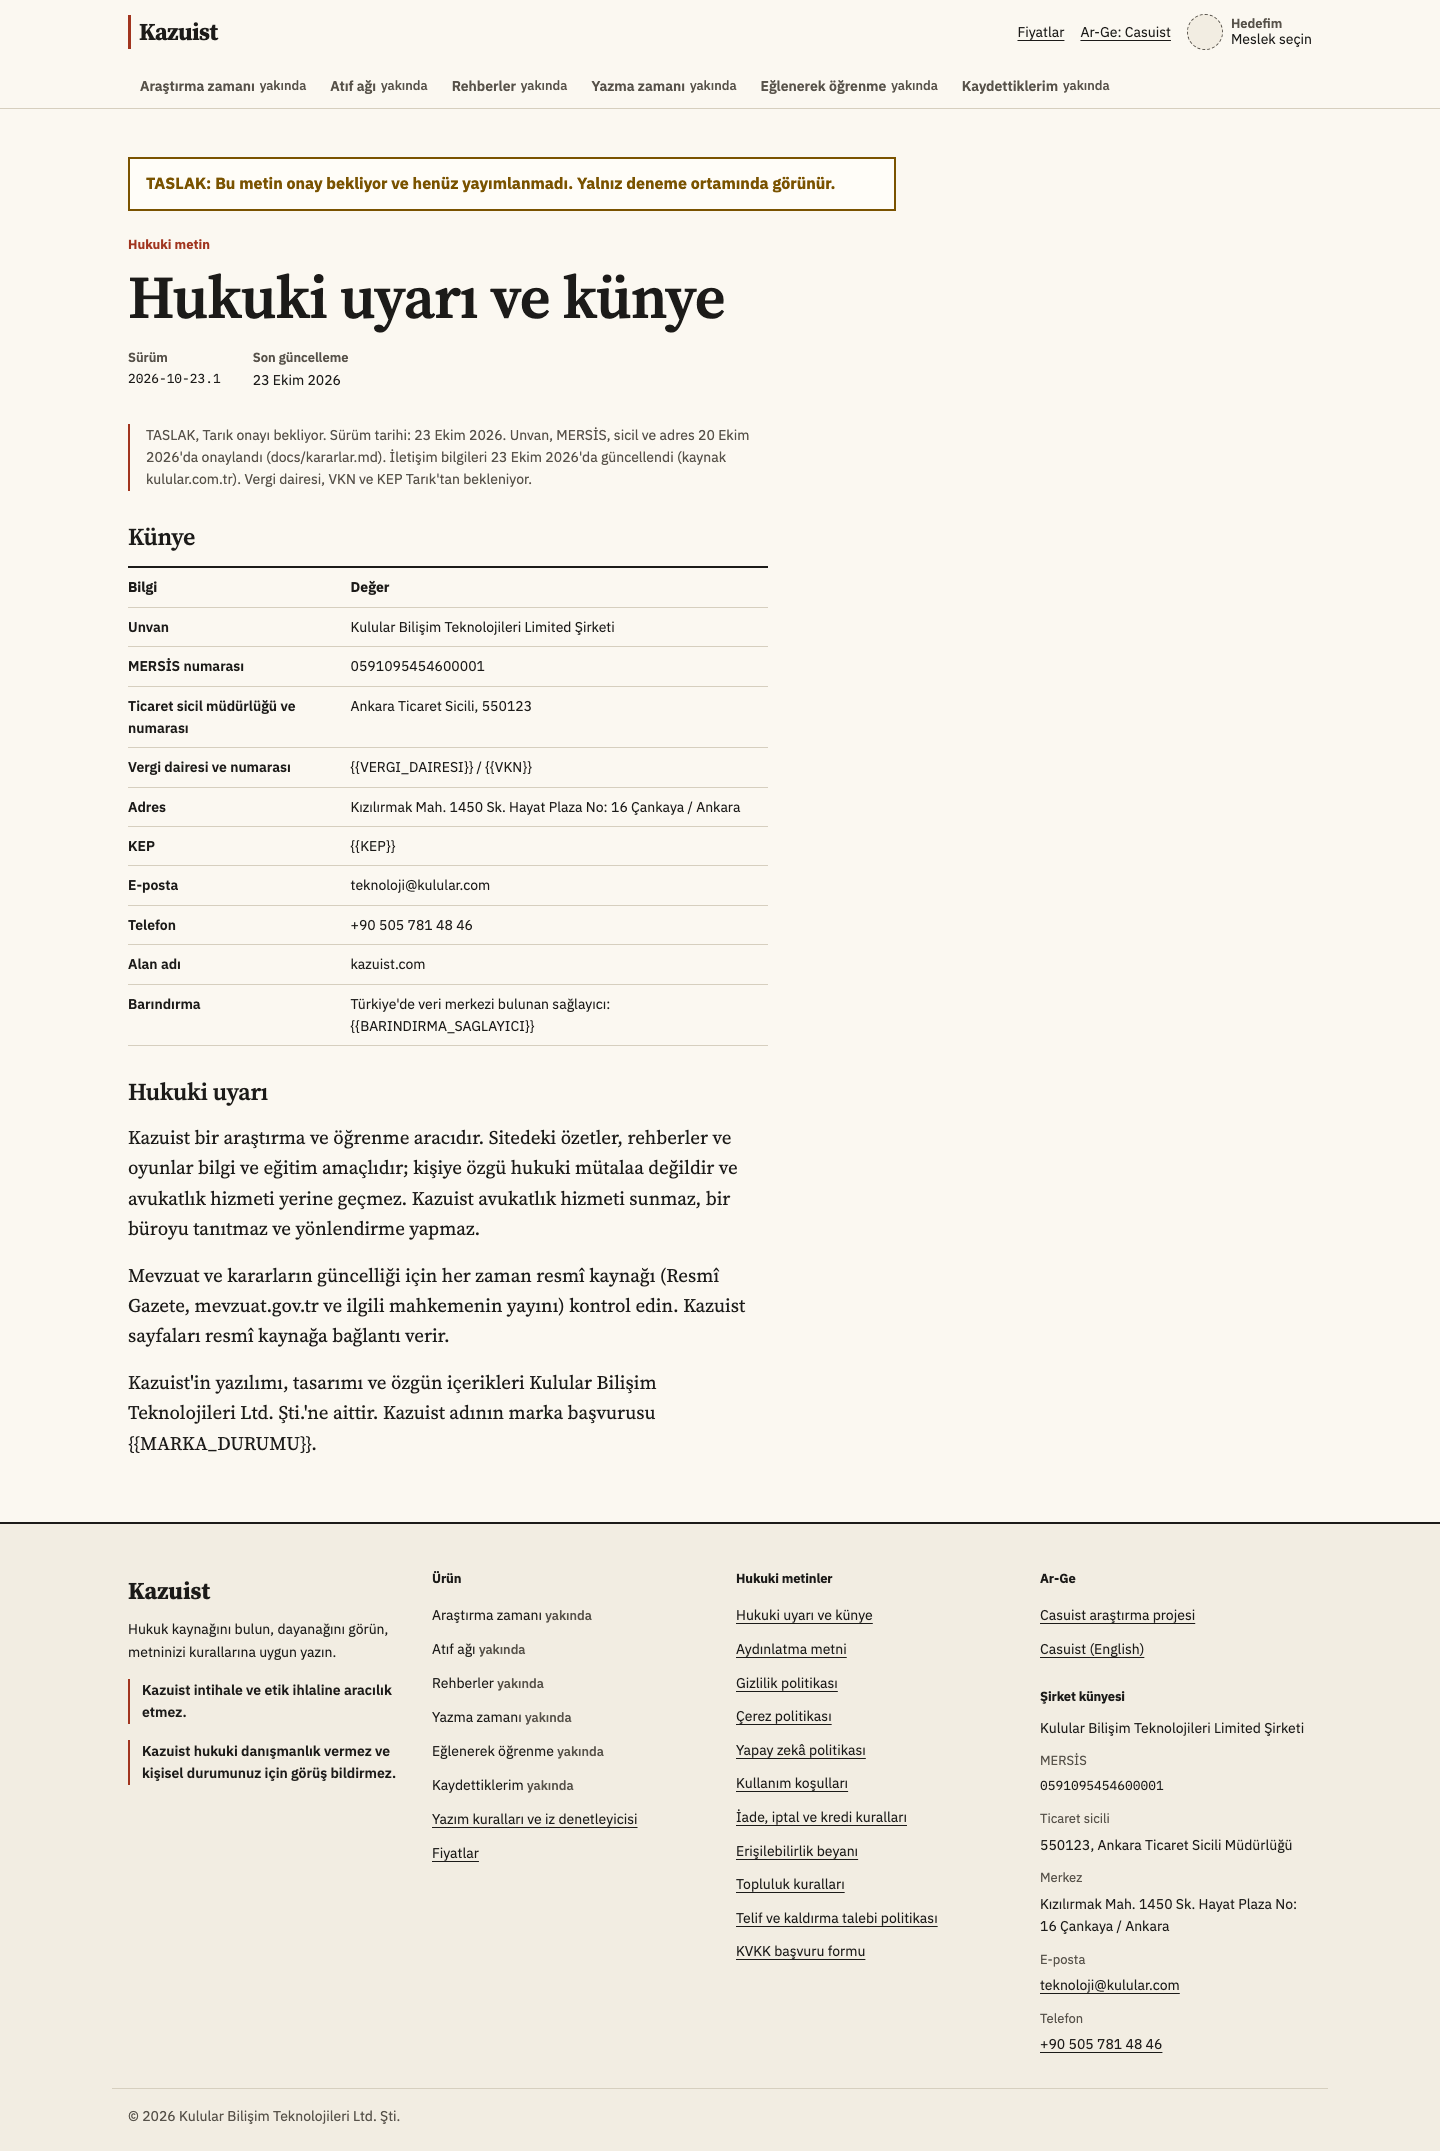 Kazuist
Fiyatlar
Ar-Ge: Casuist
Hedefim
Meslek seçin
Araştırma zamanı yakında
Atıf ağı yakında
Rehberler yakında
Yazma zamanı yakında
Eğlenerek öğrenme yakında
Kaydettiklerim yakında
TASLAK: Bu metin onay bekliyor ve henüz yayımlanmadı. Yalnız deneme ortamında görünür.
Hukuki metin
Hukuki uyarı ve künye
Sürüm
2026-10-23.1
Son güncelleme
23 Ekim 2026
TASLAK, Tarık onayı bekliyor. Sürüm tarihi: 23 Ekim 2026. Unvan, MERSİS, sicil ve adres 20 Ekim
2026'da onaylandı (docs/kararlar.md). İletişim bilgileri 23 Ekim 2026'da güncellendi (kaynak
kulular.com.tr). Vergi dairesi, VKN ve KEP Tarık'tan bekleniyor.
Künye
Bilgi Değer
Unvan Kulular Bilişim Teknolojileri Limited Şirketi
MERSİS numarası 0591095454600001
Ticaret sicil müdürlüğü ve Ankara Ticaret Sicili, 550123
numarası
Vergi dairesi ve numarası {{VERGI_DAIRESI}} / {{VKN}}
Adres Kızılırmak Mah. 1450 Sk. Hayat Plaza No: 16 Çankaya / Ankara
KEP {{KEP}}
E-posta teknoloji@kulular.com
Telefon +90 505 781 48 46
Alan adı kazuist.com
Barındırma Türkiye'de veri merkezi bulunan sağlayıcı:
{{BARINDIRMA_SAGLAYICI}}
Hukuki uyarı
Kazuist bir araştırma ve öğrenme aracıdır. Sitedeki özetler, rehberler ve
oyunlar bilgi ve eğitim amaçlıdır; kişiye özgü hukuki mütalaa değildir ve
avukatlık hizmeti yerine geçmez. Kazuist avukatlık hizmeti sunmaz, bir
büroyu tanıtmaz ve yönlendirme yapmaz.
Mevzuat ve kararların güncelliği için her zaman resmî kaynağı (Resmî
Gazete, mevzuat.gov.tr ve ilgili mahkemenin yayını) kontrol edin. Kazuist
sayfaları resmî kaynağa bağlantı verir.
Kazuist'in yazılımı, tasarımı ve özgün içerikleri Kulular Bilişim
Teknolojileri Ltd. Şti.'ne aittir. Kazuist adının marka başvurusu
{{MARKA_DURUMU}}.
Kazuist
Hukuk kaynağını bulun, dayanağını görün,
metninizi kurallarına uygun yazın.
Kazuist intihale ve etik ihlaline aracılık
etmez.
Kazuist hukuki danışmanlık vermez ve
kişisel durumunuz için görüş bildirmez.
Ürün
Araştırma zamanı yakında
Atıf ağı yakında
Rehberler yakında
Yazma zamanı yakında
Eğlenerek öğrenme yakında
Kaydettiklerim yakında
Yazım kuralları ve iz denetleyicisi
Fiyatlar
Hukuki metinler
Hukuki uyarı ve künye
Aydınlatma metni
Gizlilik politikası
Çerez politikası
Yapay zekâ politikası
Kullanım koşulları
İade, iptal ve kredi kuralları
Erişilebilirlik beyanı
Topluluk kuralları
Telif ve kaldırma talebi politikası
KVKK başvuru formu
Ar-Ge
Casuist araştırma projesi
Casuist (English)
Şirket künyesi
Kulular Bilişim Teknolojileri Limited Şirketi
MERSİS
0591095454600001
Ticaret sicili
550123, Ankara Ticaret Sicili Müdürlüğü
Merkez
Kızılırmak Mah. 1450 Sk. Hayat Plaza No:
16 Çankaya / Ankara
E-posta
teknoloji@kulular.com
Telefon
+90 505 781 48 46
© 2026 Kulular Bilişim Teknolojileri Ltd. Şti.